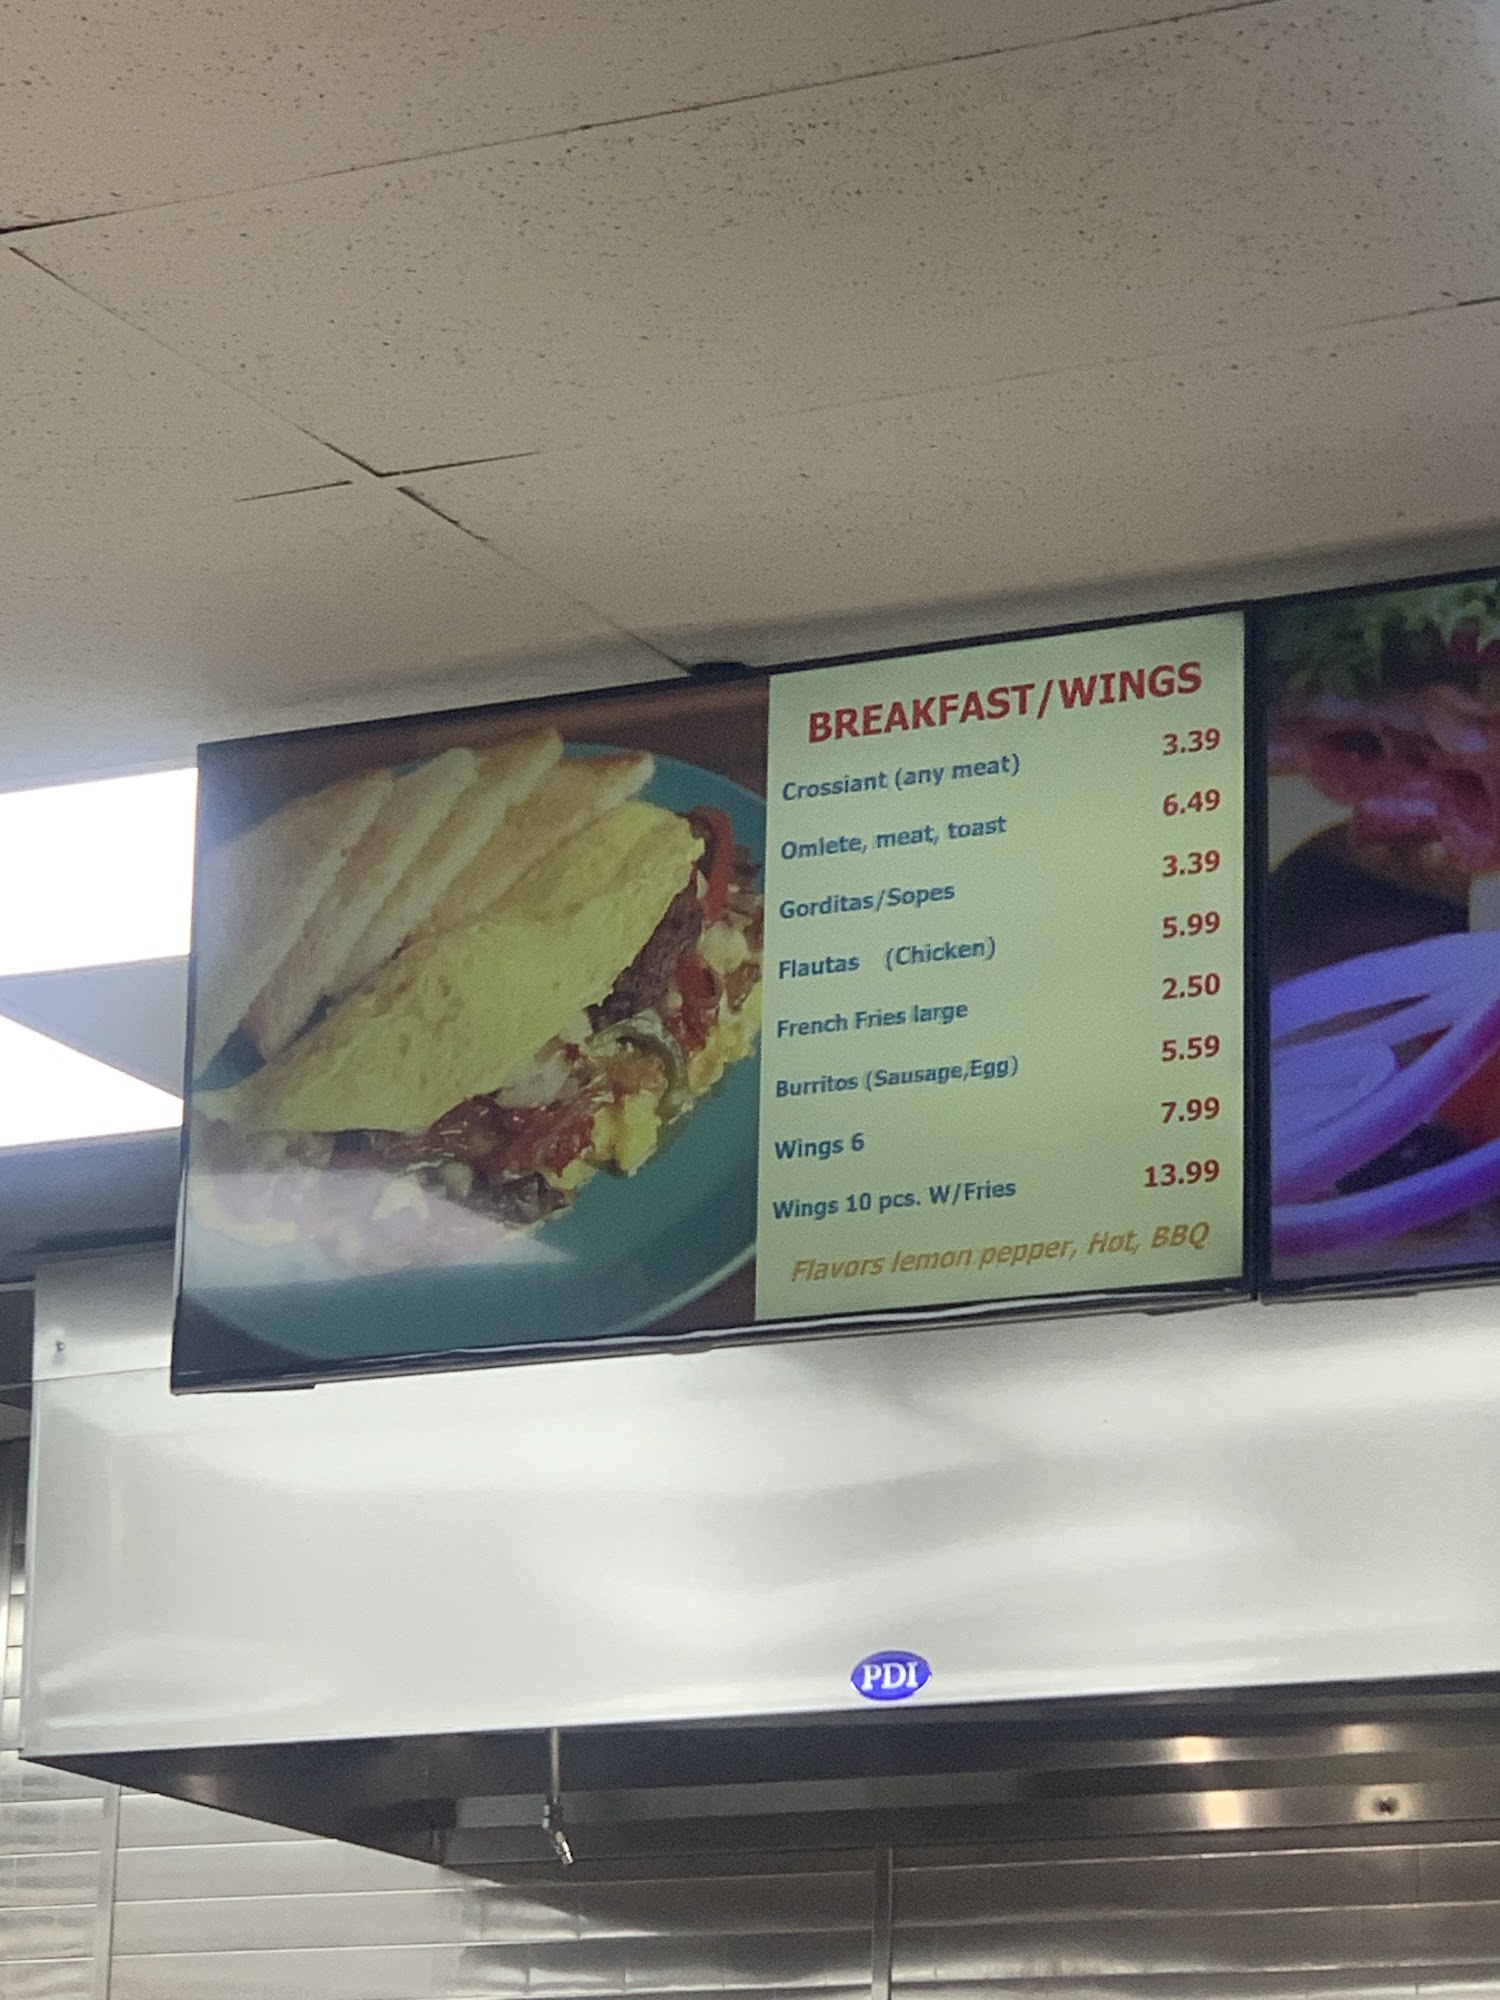 BREAKFAST/WINGS
Crossiant (any meat) 3.39
Omlete, meat, toast 6.49
Gorditas/Sopes 3.39
Flautas (Chicken) 5.99
French Fries large 2.50
Burritos (Sausage,Egg) 5.59
Wings 6 7.99
Wings 10 pcs. W/Fries 13.99
Flavors lemon pepper, Hot, BBQ
PDI